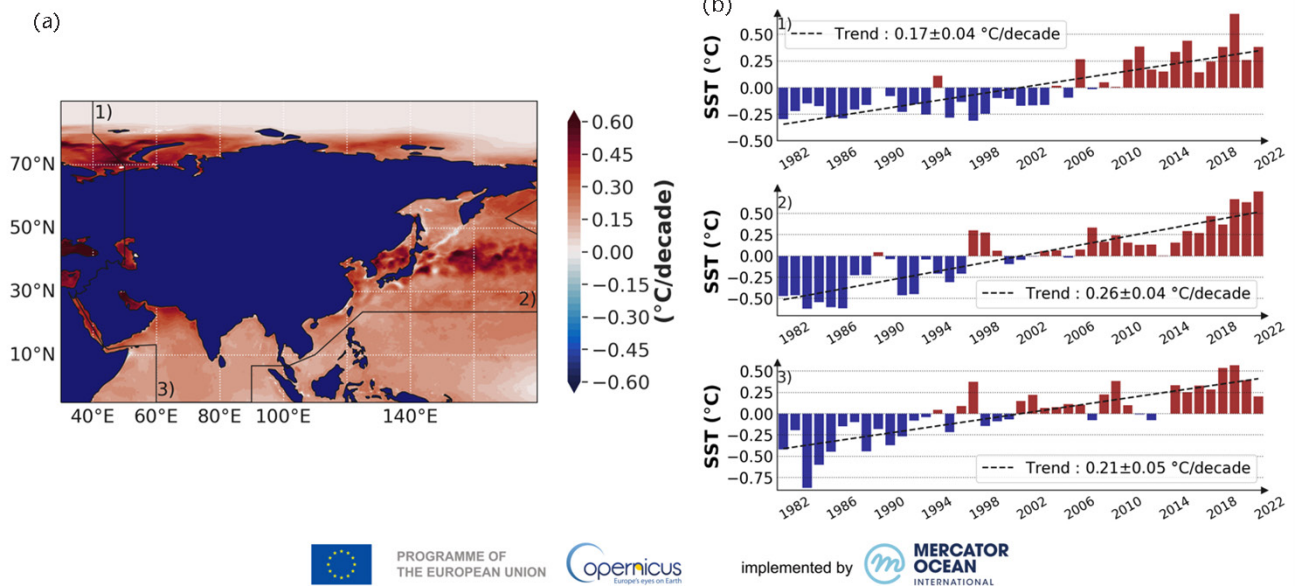 (a)
1)
70°N
50°N
30°N
10°N
2)
3)
40°E 60°E 80°E 100°E 140°E
0.60
0.45
0.30
0.15
0.00
−0.15
−0.30
−0.45
−0.60
(°C/decade)
(b)
1)
Trend : 0.17±0.04 °C/decade
SST (°C)
0.50
0.25
0.00
−0.25
−0.50
1982 1986 1990 1994 1998 2002 2006 2010 2014 2018 2022
2)
SST (°C)
0.50
0.25
0.00
−0.25
−0.50
Trend : 0.26±0.04 °C/decade
1982 1986 1990 1994 1998 2002 2006 2010 2014 2018 2022
3)
SST (°C)
0.50
0.25
0.00
−0.25
−0.50
−0.75
Trend : 0.21±0.05 °C/decade
1982 1986 1990 1994 1998 2002 2006 2010 2014 2018 2022
PROGRAMME OF
THE EUROPEAN UNION
opernicus
Europe's eyes on Earth
implemented by
MERCATOR
OCEAN
INTERNATIONAL